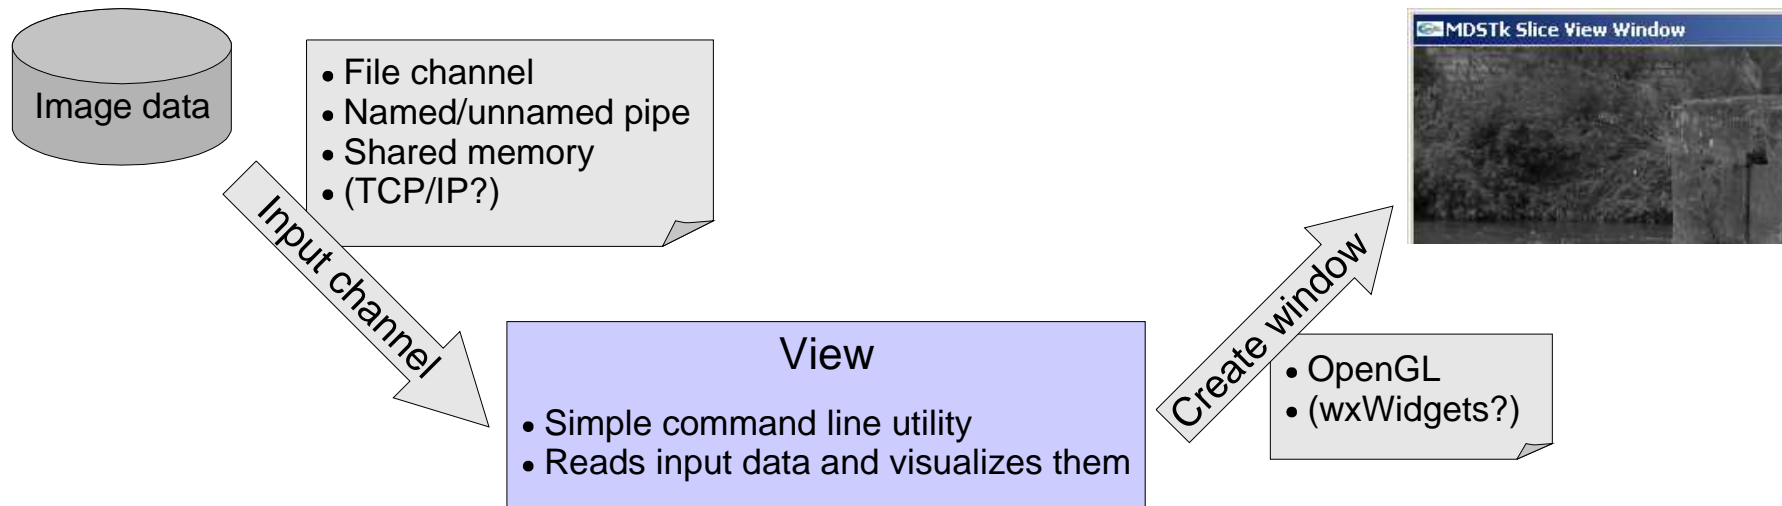 Image data
• File channel
• Named/unnamed pipe
• Shared memory
• (TCP/IP?)
Input channel
View
• Simple command line utility
• Reads input data and visualizes them
Create window
• OpenGL
• (wxWidgets?)
MDSTk Slice View Window